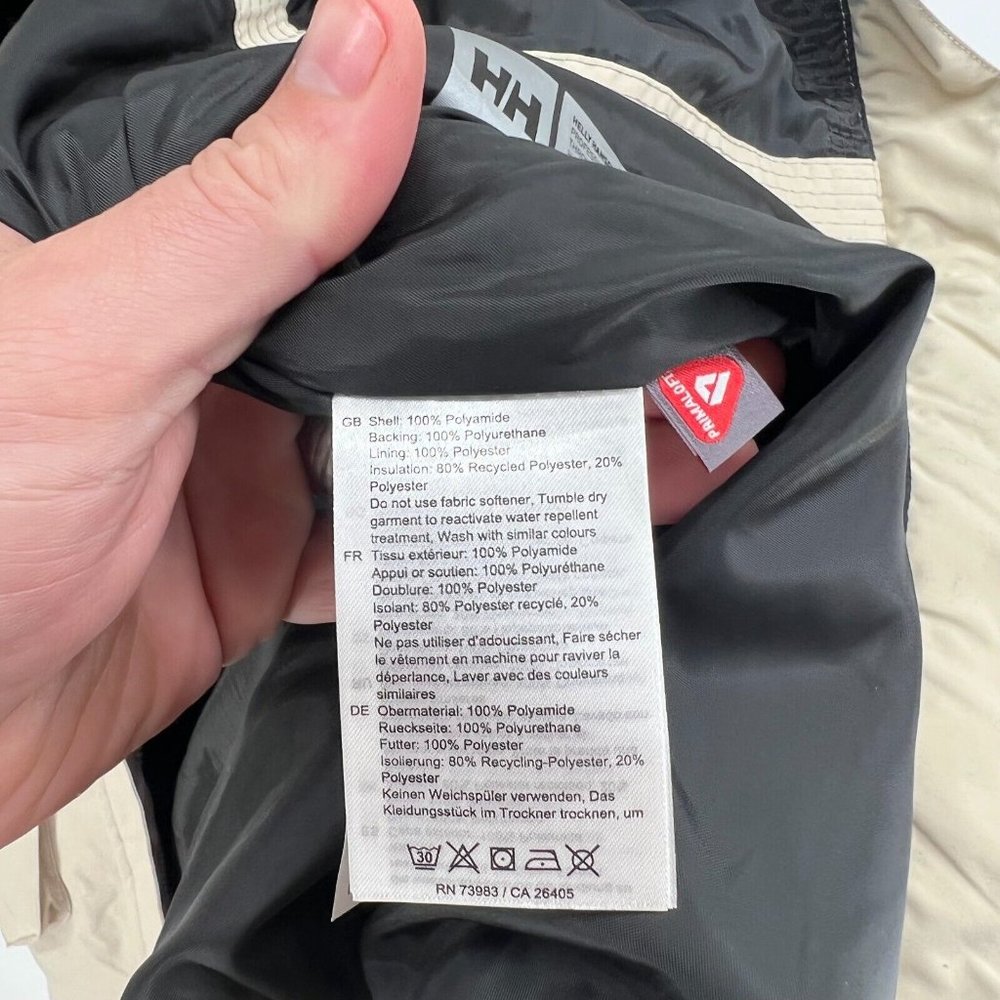 HH
HELLY HANSEN
PRIMALOFT
GB Shell: 100% Polyamide
Backing: 100% Polyurethane
Lining: 100% Polyester
Insulation: 80% Recycled Polyester, 20%
Polyester
Do not use fabric softener, Tumble dry
garment to reactivate water repellent
treatment, Wash with similar colours
FR Tissu extérieur: 100% Polyamide
Appui or scutien: 100% Polyuréthane
Doublure: 100% Polyester
Isolant: 80% Polyester recyclé, 20%
Polyester
Ne pas utiliser d'adoucissant, Faire sécher
le vêtement en machine pour raviver la
déperlance, Laver avec des couleurs
similaires
DE Obermaterial: 100% Polyamide
Rueckseite: 100% Polyurethane
Futter: 100% Polyester
Isolierung: 80% Recycling-Polyester, 20%
Polyester
Keinen Weichspüler verwenden, Das
Kleidungsstück im Trockner trocknen, um
30
RN 73983 / CA 26405